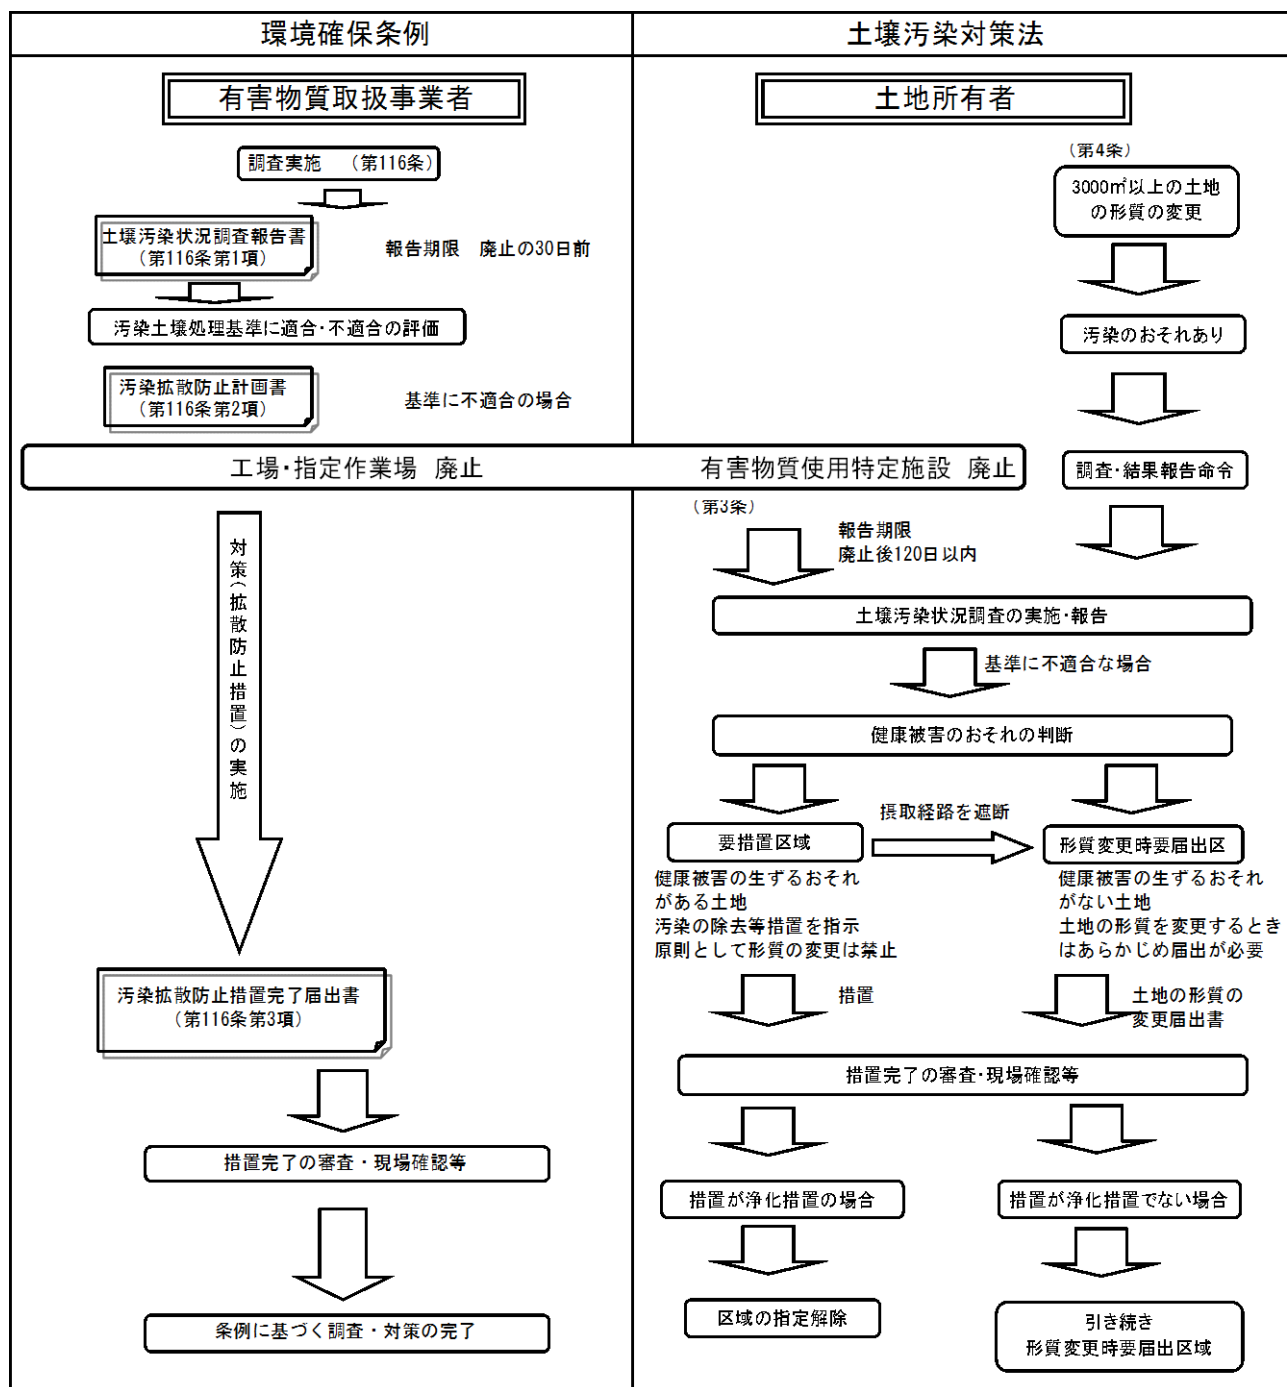 環境確保条例
土壌汚染対策法
有害物質取扱事業者
調査実施　（第116条）
土壌汚染状況調査報告書
（第116条第1項）
報告期限　廃止の30日前
汚染土壌処理基準に適合・不適合の評価
汚染拡散防止計画書
（第116条第2項）
基準に不適合の場合
土地所有者
（第4条）
3000㎡以上の土地
の形質の変更
汚染のおそれあり
調査・結果報告命令
工場・指定作業場 廃止
有害物質使用特定施設 廃止
対策（拡散防止措置）の実施
汚染拡散防止措置完了届出書
（第116条第3項）
措置完了の審査・現場確認等
条例に基づく調査・対策の完了
（第3条）
報告期限
廃止後120日以内
土壌汚染状況調査の実施・報告
基準に不適合な場合
健康被害のおそれの判断
要措置区域
摂取経路を遮断
形質変更時要届出区
健康被害の生ずるおそれ
がある土地
汚染の除去等措置を指示
原則として形質の変更は禁止
健康被害の生ずるおそれ
がない土地
土地の形質を変更するとき
はあらかじめ届出が必要
措置
土地の形質の
変更届出書
措置完了の審査・現場確認等
措置が浄化措置の場合
措置が浄化措置でない場合
区域の指定解除
引き続き
形質変更時要届出区域